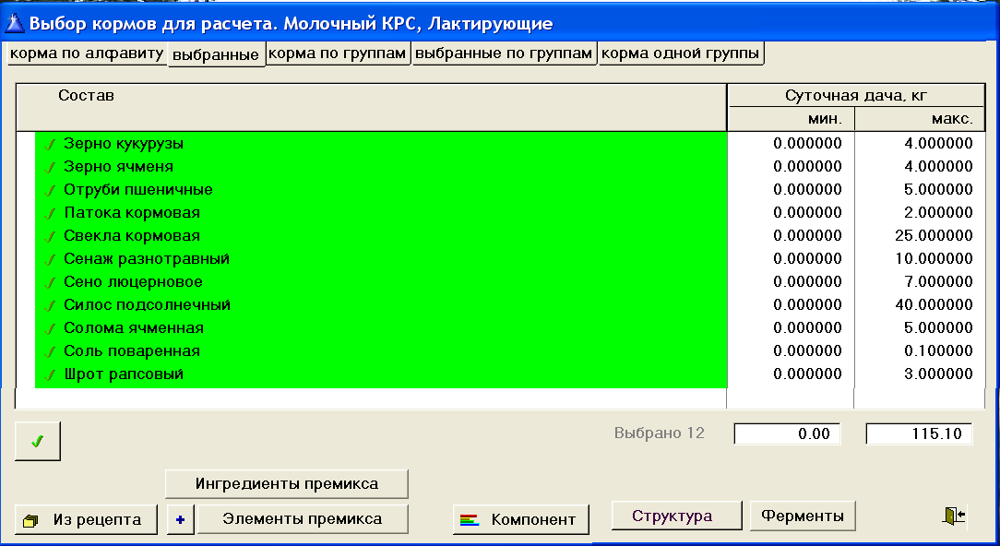 Выбор кормов для расчета. Молочный КРС, Лактирующие
корма по алфавиту выбранные корма по группам выбранные по группам корма одной группы
Состав Суточная дача, кг
мин. макс.
Зерно кукурузы 0.000000 4.000000
Зерно ячменя 0.000000 4.000000
Отруби пшеничные 0.000000 5.000000
Патока кормовая 0.000000 2.000000
Свекла кормовая 0.000000 25.000000
Сенаж разнотравный 0.000000 10.000000
Сено люцерновое 0.000000 7.000000
Силос подсолнечный 0.000000 40.000000
Солома ячменная 0.000000 5.000000
Соль поваренная 0.000000 0.100000
Шрот рапсовый 0.000000 3.000000
Выбрано 12 0.00 115.10
Ингредиенты премикса
Из рецепта + Элементы премикса Компонент Структура Ферменты